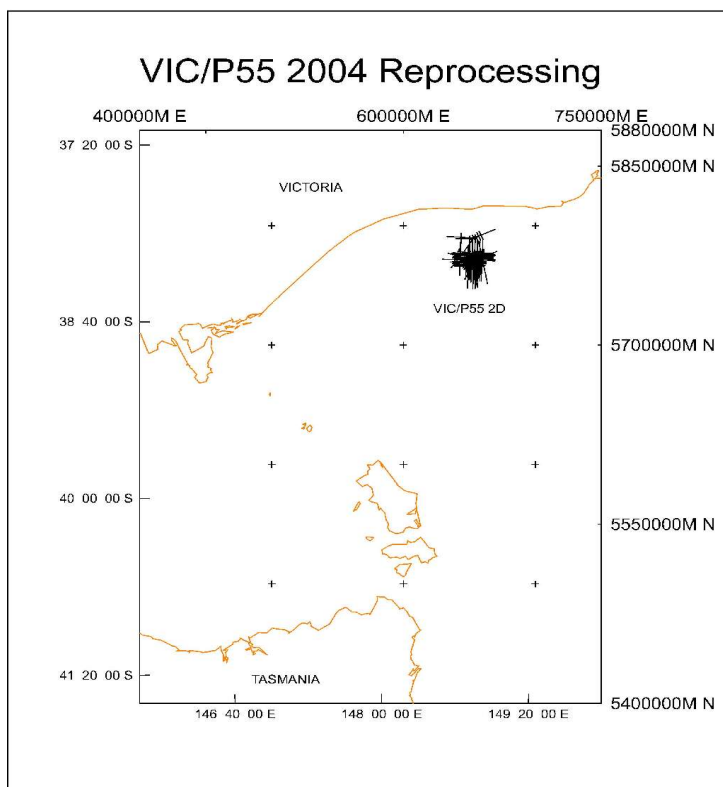 VIC/P55 2004 Reprocessing
400000M E 600000M E 750000M E
5880000M N
37 20 00 S
5850000M N
VICTORIA
VIC/P55 2D
38 40 00 S
5700000M N
40 00 00 S
5550000M N
41 20 00 S
TASMANIA
5400000M N
146 40 00 E 148 00 00 E 149 20 00 E